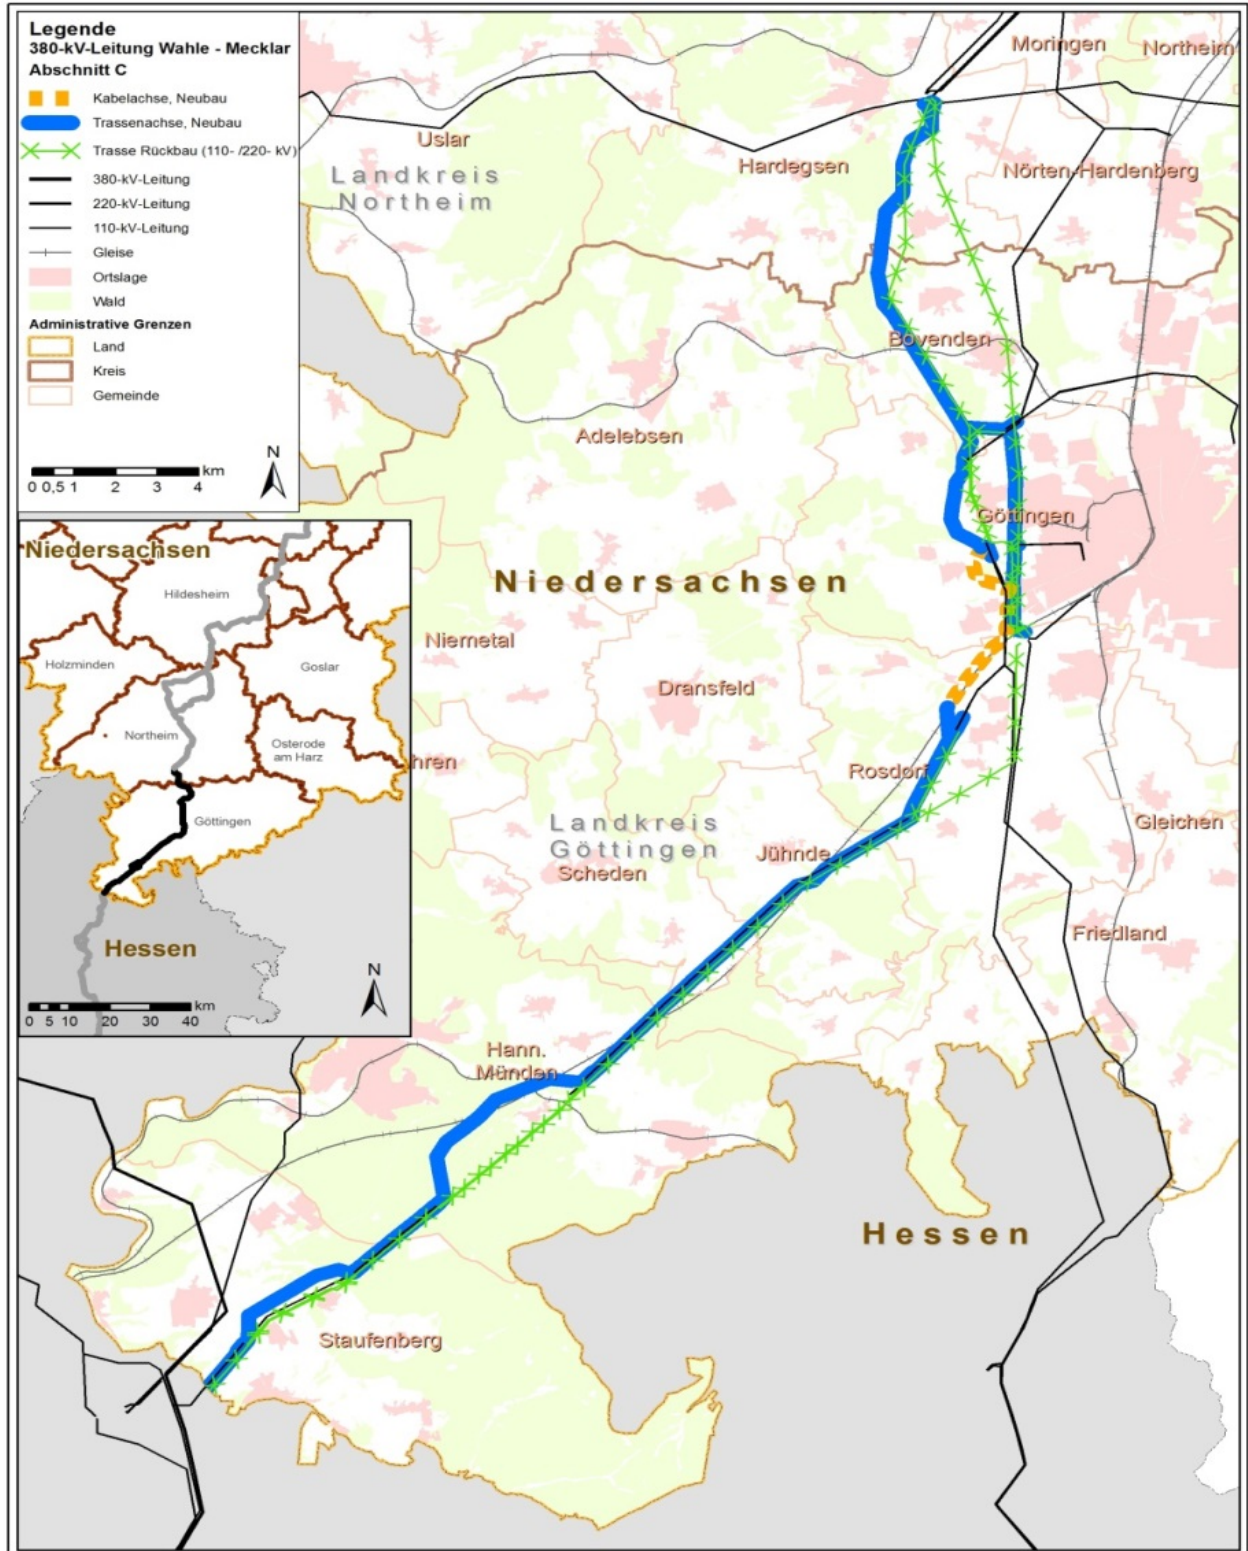 Legende
380-kV-Leitung Wahle - Mecklar
Abschnitt C
Kabelachse, Neubau
Trassenachse, Neubau
Trasse Rückbau (110- /220- kV)
380-kV-Leitung
220-kV-Leitung
110-kV-Leitung
Gleise
Ortslage
Wald
Administrative Grenzen
Land
Kreis
Gemeinde
N
km
0 0,5 1 2 3 4
Moringen
Northeim
Uslar
Hardegsen
Nörten-Hardenberg
Landkreis
Northeim
Bovenden
Adelebsen
Göttingen
Niedersachsen
Niemetal
Dransfeld
Rosdorf
hren
Landkreis
Göttingen
Scheden
Jühnde
Gleichen
Friedland
Hann.
Münden
Hessen
Staufenberg
Niedersachsen
Hildesheim
Holzminden
Goslar
Northeim
Osterode
am Harz
Göttingen
Hessen
N
km
0 5 10 20 30 40